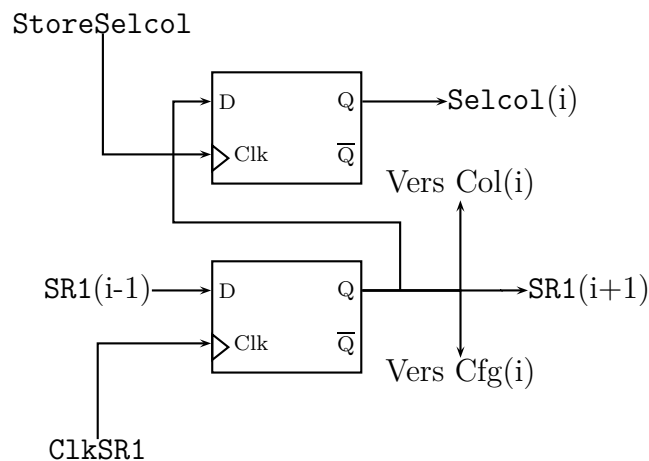 StoreSelcol
D
Q
Selcol(i)
Clk
Q
Vers Col(i)
SR1(i-1)
D
Q
SR1(i+1)
Clk
Q
Vers Cfg(i)
ClkSR1